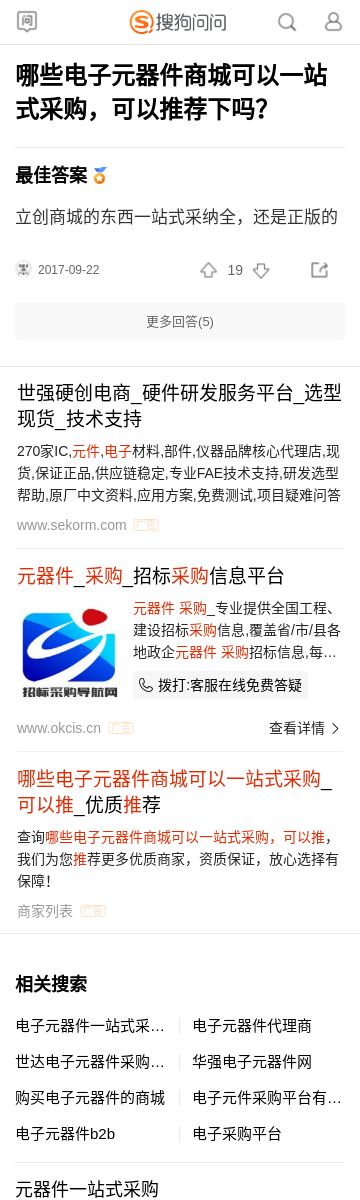 问
搜狗问问
哪些电子元器件商城可以一站
式采购，可以推荐下吗？
最佳答案
立创商城的东西一站式采纳全，还是正版的
2017-09-22
19
更多回答(5)
世强硬创电商_硬件研发服务平台_选型
现货_技术支持
270家IC,元件,电子材料,部件,仪器品牌核心代理店,现
货,保证正品,供应链稳定,专业FAE技术支持,研发选型
帮助,原厂中文资料,应用方案,免费测试,项目疑难问答
www.sekorm.com 广告
元器件_采购_招标采购信息平台
元器件 采购_专业提供全国工程、
建设招标采购信息,覆盖省/市/县各
地政企元器件 采购招标信息,每…
招标采购导航网
拨打:客服在线免费答疑
www.okcis.cn 广告
查看详情
哪些电子元器件商城可以一站式采购_
可以推_优质推荐
查询哪些电子元器件商城可以一站式采购，可以推，
我们为您推荐更多优质商家，资质保证，放心选择有
保障！
商家列表 广告
相关搜索
电子元器件一站式采…
电子元器件代理商
世达电子元器件采购…
华强电子元器件网
购买电子元器件的商城
电子元件采购平台有…
电子元器件b2b
电子采购平台
元器件一站式采购